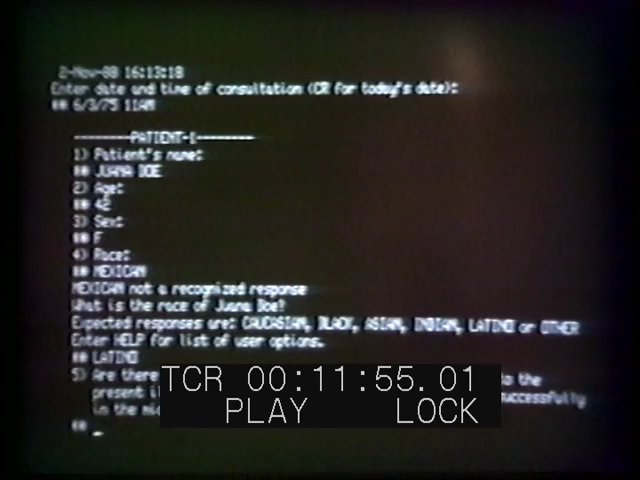 2-Nov-88 16:13:18
Enter date and time of consultation (CR for today's date):
** 6/3/75 11AM
--------PATIENT-1--------
1) Patient's name:
** JUANA DOE
2) Age:
** 42
3) Sex:
** F
4) Race:
** MEXICAN
MEXICAN not a recognized response
What is the race of Juana Doe?
Expected responses are: CAUCASIAN, BLACK, ASIAN, INDIAN, LATINO or OTHER
Enter HELP for list of user options.
** LATINO
5) Are there the
present successfully
in the
** _
TCR 00:11:55.01
PLAY LOCK